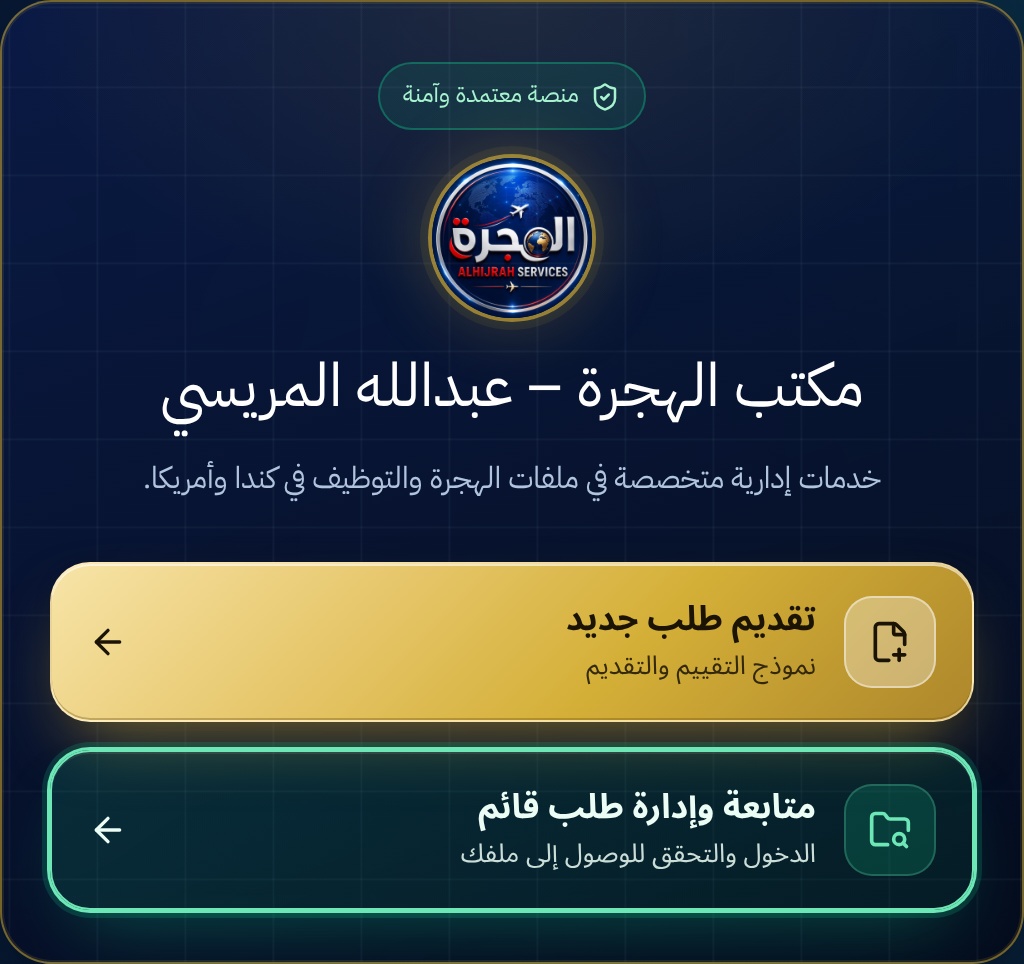 منصة معتمدة وآمنة
الهجرة
ALHIJRAH SERVICES
مكتب الهجرة – عبدالله المريسي
خدمات إدارية متخصصة في ملفات الهجرة والتوظيف في كندا وأمريكا.
تقديم طلب جديد
نموذج التقييم والتقديم
متابعة وإدارة طلب قائم
الدخول والتحقق للوصول إلى ملفك